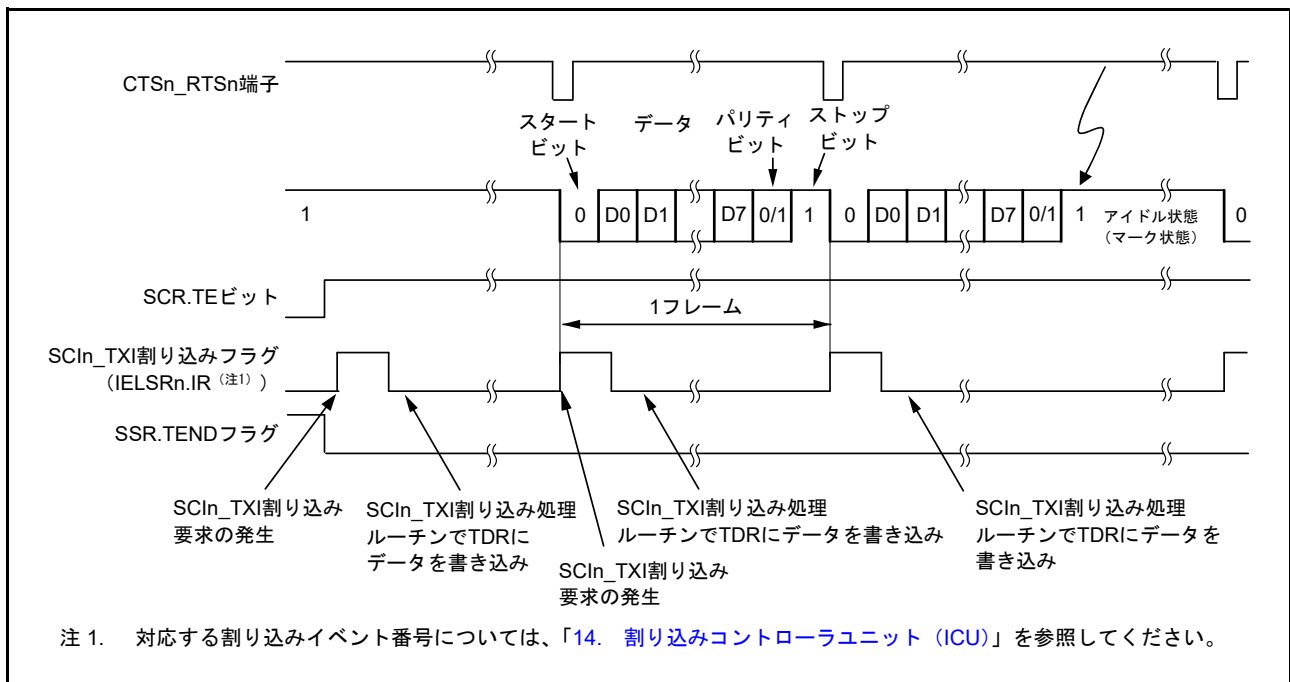 CTSn_RTSn端子
スタート
ビット
データ
パリティ
ビット
ストップ
ビット
1
0
D0
D1
D7
0/1
1
0
D0
D1
D7
0/1
1
アイドル状態
（マーク状態）
0
SCR.TEビット
1フレーム
SCIn_TXI割り込みフラグ
（IELSRn.IR（注1））
SSR.TENDフラグ
SCIn_TXI割り込み
要求の発生
SCIn_TXI割り込み処理
ルーチンでTDRに
データを書き込み
SCIn_TXI割り込み
要求の発生
SCIn_TXI割り込み処理
ルーチンでTDRにデータを書き込み
SCIn_TXI割り込み処理
ルーチンでTDRにデータを
書き込み
注 1. 対応する割り込みイベント番号については、「14. 割り込みコントローラユニット（ICU）」を参照してください。